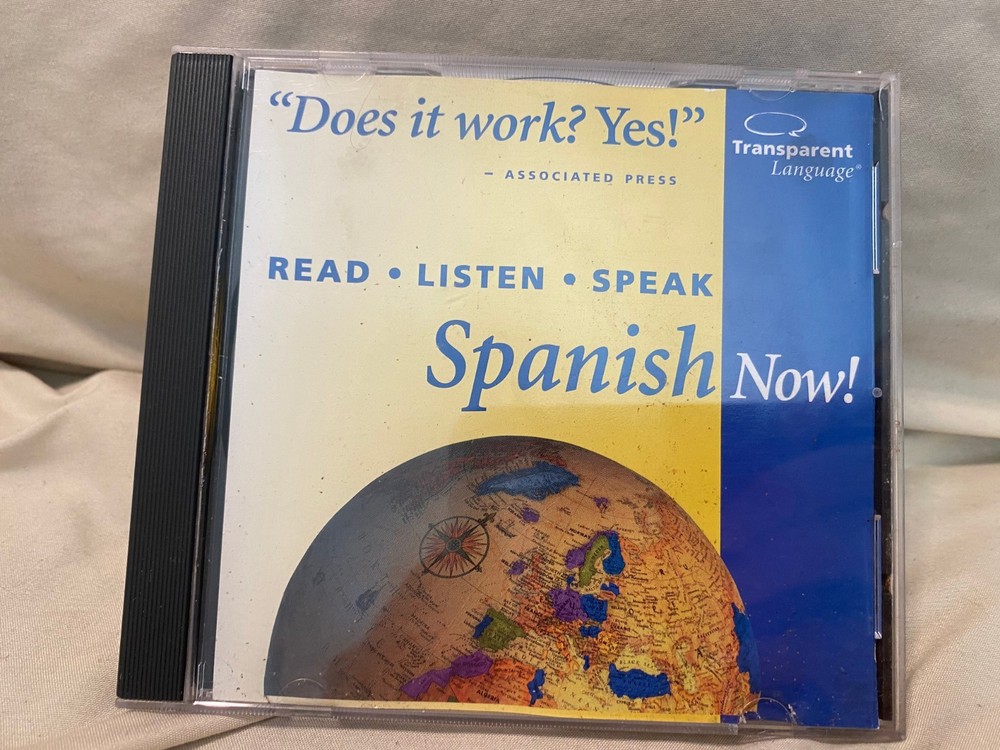 “Does it work? Yes!”
– ASSOCIATED PRESS
Transparent
Language®
READ • LISTEN • SPEAK
Spanish Now!